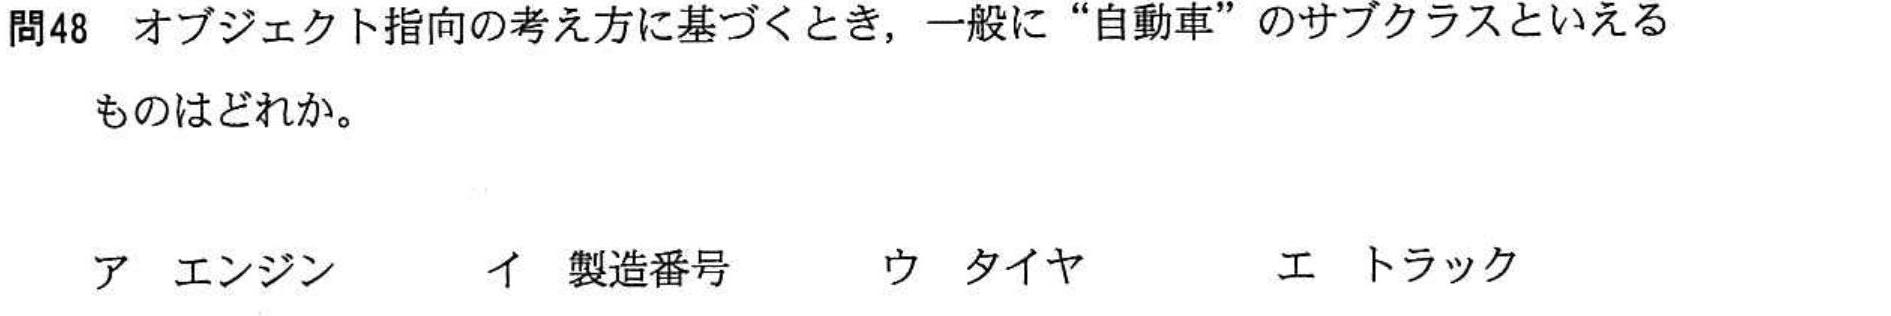 問48 オブジェクト指向の考え方に基づくとき，一般に“自動車”のサブクラスといえる
ものはどれか。
ア エンジン イ 製造番号 ウ タイヤ エ トラック